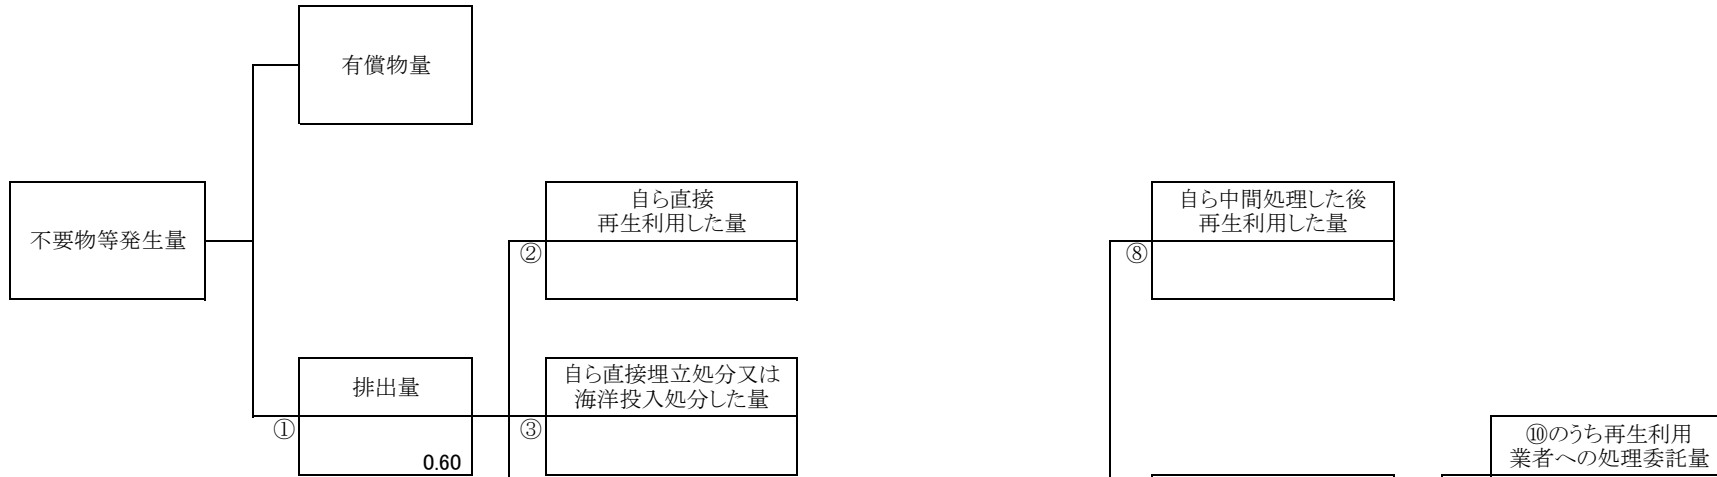 有償物量
不要物等発生量
自ら直接
再生利用した量
②
自ら中間処理した後
再生利用した量
⑧
排出量
①
0.60
自ら直接埋立処分又は
海洋投入処分した量
③
⑩のうち再生利用
業者への処理委託量